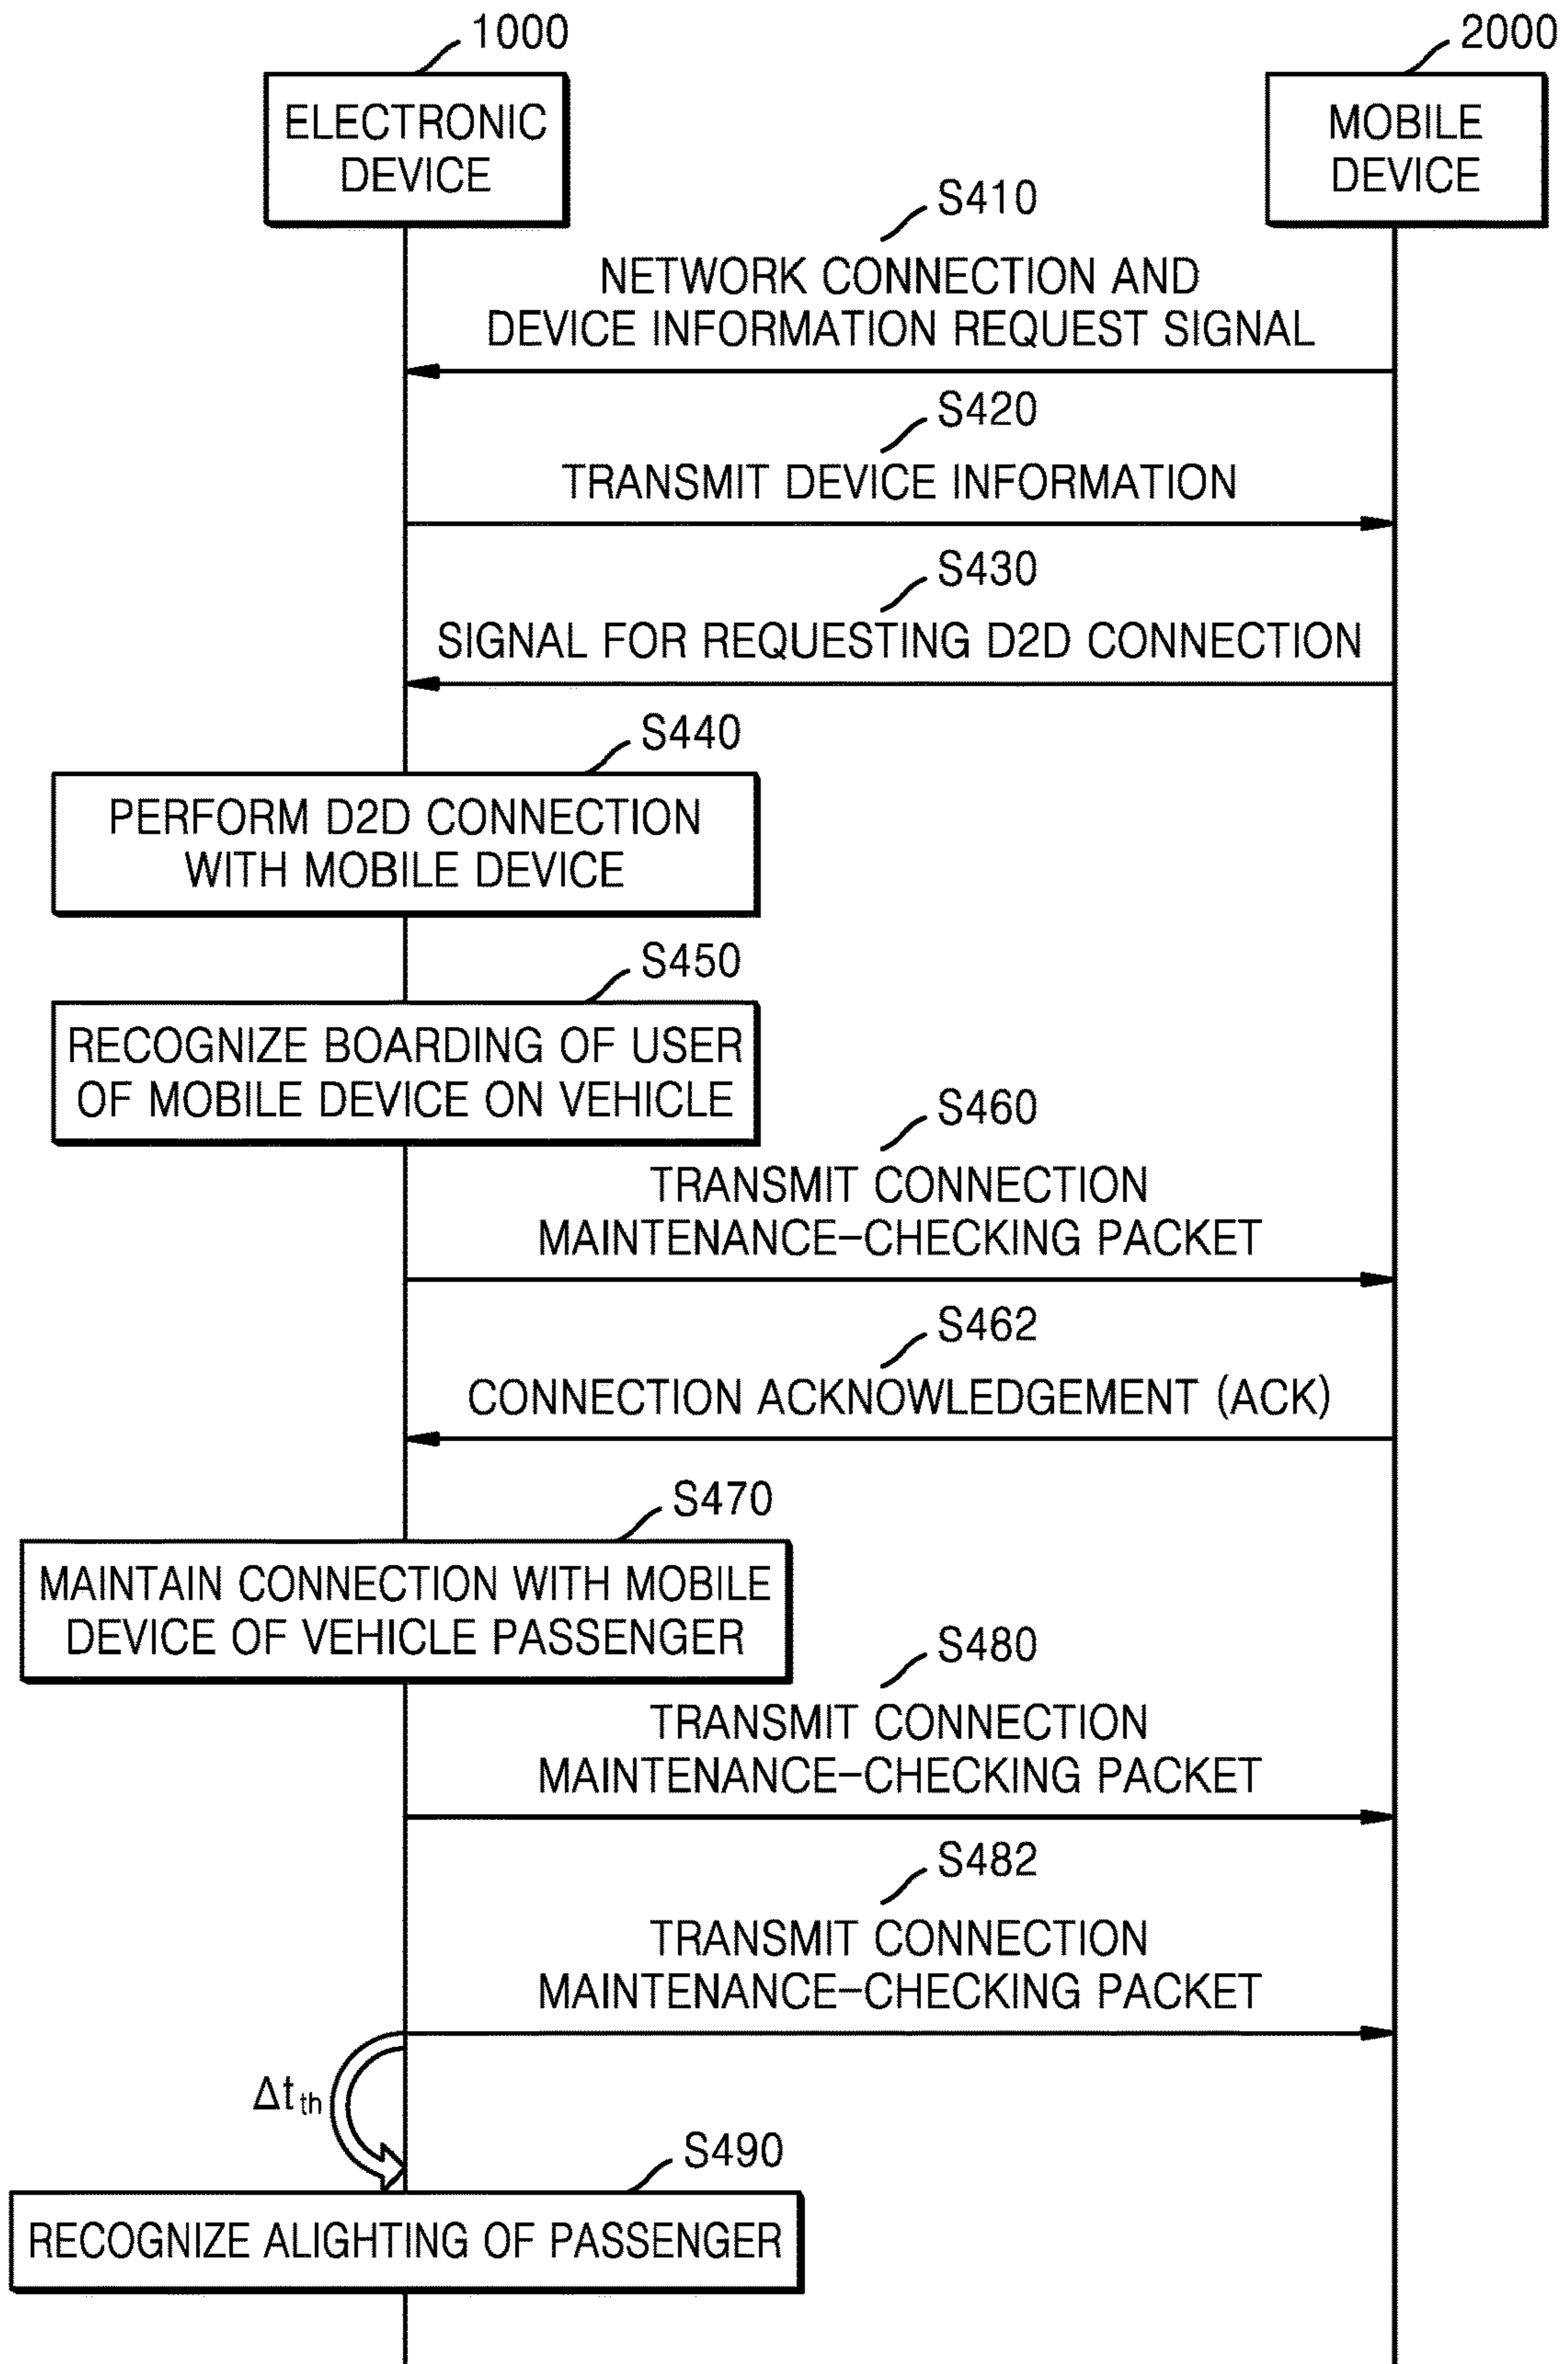 1000
2000
ELECTRONIC
DEVICE
MOBILE
DEVICE
S410
NETWORK CONNECTION AND
DEVICE INFORMATION REQUEST SIGNAL
S420
TRANSMIT DEVICE INFORMATION
S430
SIGNAL FOR REQUESTING D2D CONNECTION
S440
PERFORM D2D CONNECTION
WITH MOBILE DEVICE
S450
RECOGNIZE BOARDING OF USER
OF MOBILE DEVICE ON VEHICLE
S460
TRANSMIT CONNECTION
MAINTENANCE-CHECKING PACKET
S462
CONNECTION ACKNOWLEDGEMENT (ACK)
S470
MAINTAIN CONNECTION WITH MOBILE
DEVICE OF VEHICLE PASSENGER
S480
TRANSMIT CONNECTION
MAINTENANCE-CHECKING PACKET
S482
TRANSMIT CONNECTION
MAINTENANCE-CHECKING PACKET
Δt th
S490
RECOGNIZE ALIGHTING OF PASSENGER